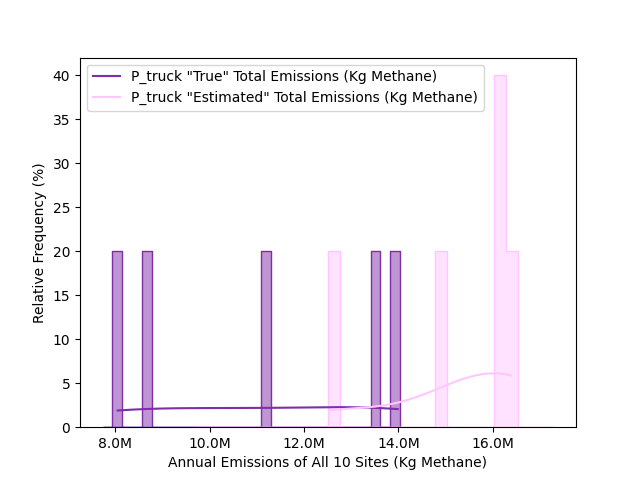 P_truck "True" Total Emissions (Kg Methane)
P_truck "Estimated" Total Emissions (Kg Methane)
40
35
30
25
20
15
10
5
0
Relative Frequency (%)
8.0M 10.0M 12.0M 14.0M 16.0M
Annual Emissions of All 10 Sites (Kg Methane)